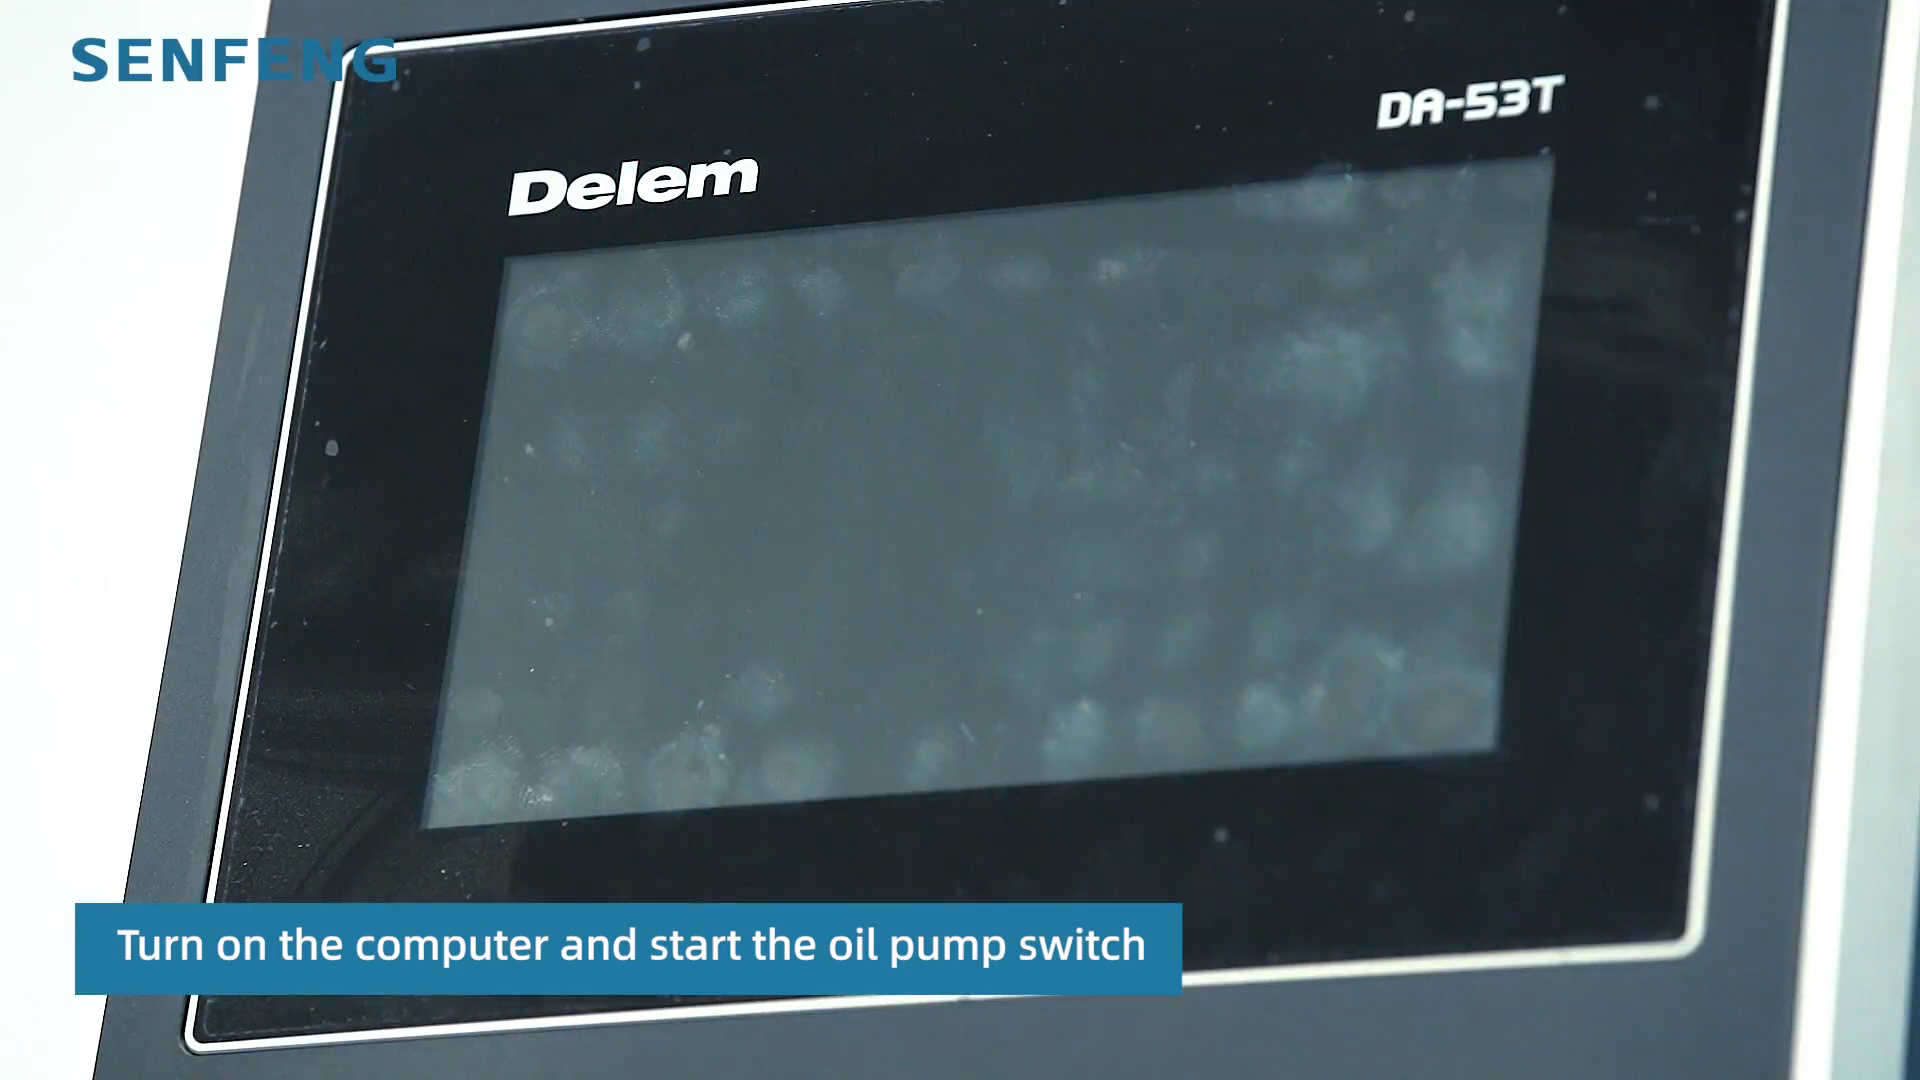 SENFENG
DA-53T
Delem
Turn on the computer and start the oil pump switch